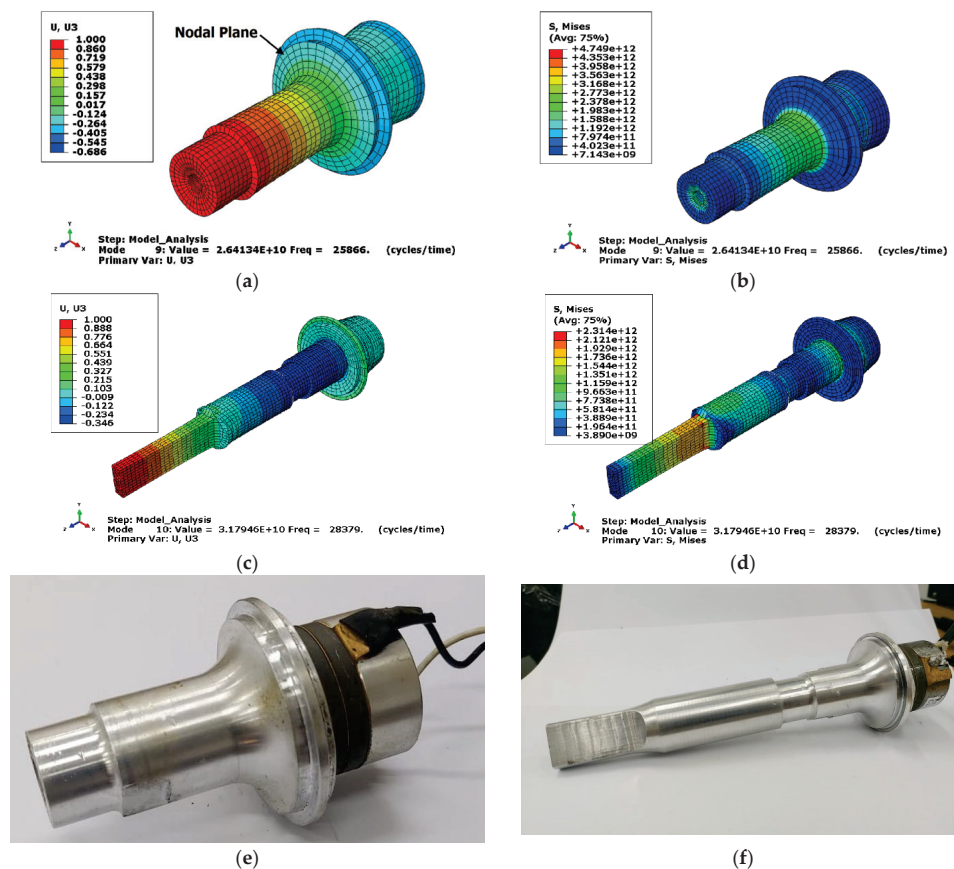 U, U3
1.000
0.860
0.719
0.579
0.438
0.298
0.157
0.017
-0.124
-0.264
-0.405
-0.545
-0.686
Nodal Plane
Y
Z
X
Step: Model_Analysis
Mode 9: Value = 2.64134E+10 Freq = 25866. (cycles/time)
Primary Var: U, U3
(a)
S, Mises
(Avg: 75%)
+4.749e+12
+4.353e+12
+3.958e+12
+3.563e+12
+3.168e+12
+2.773e+12
+2.378e+12
+1.983e+12
+1.588e+12
+1.192e+12
+7.974e+11
+4.023e+11
+7.143e+09
Y
Z
X
Step: Model_Analysis
Mode 9: Value = 2.64134E+10 Freq = 25866. (cycles/time)
Primary Var: S, Mises
(b)
U, U3
1.000
0.888
0.776
0.664
0.551
0.439
0.327
0.215
0.103
-0.009
-0.122
-0.234
-0.346
Y
Z
X
Step: Model_Analysis
Mode 10: Value = 3.17946E+10 Freq = 28379. (cycles/time)
Primary Var: U, U3
(c)
S, Mises
(Avg: 75%)
+2.314e+12
+2.121e+12
+1.929e+12
+1.736e+12
+1.544e+12
+1.351e+12
+1.159e+12
+9.663e+11
+7.738e+11
+5.814e+11
+3.889e+11
+1.964e+11
+3.890e+09
Y
Z
X
Step: Model_Analysis
Mode 10: Value = 3.17946E+10 Freq = 28379. (cycles/time)
Primary Var: S, Mises
(d)
(e)
(f)